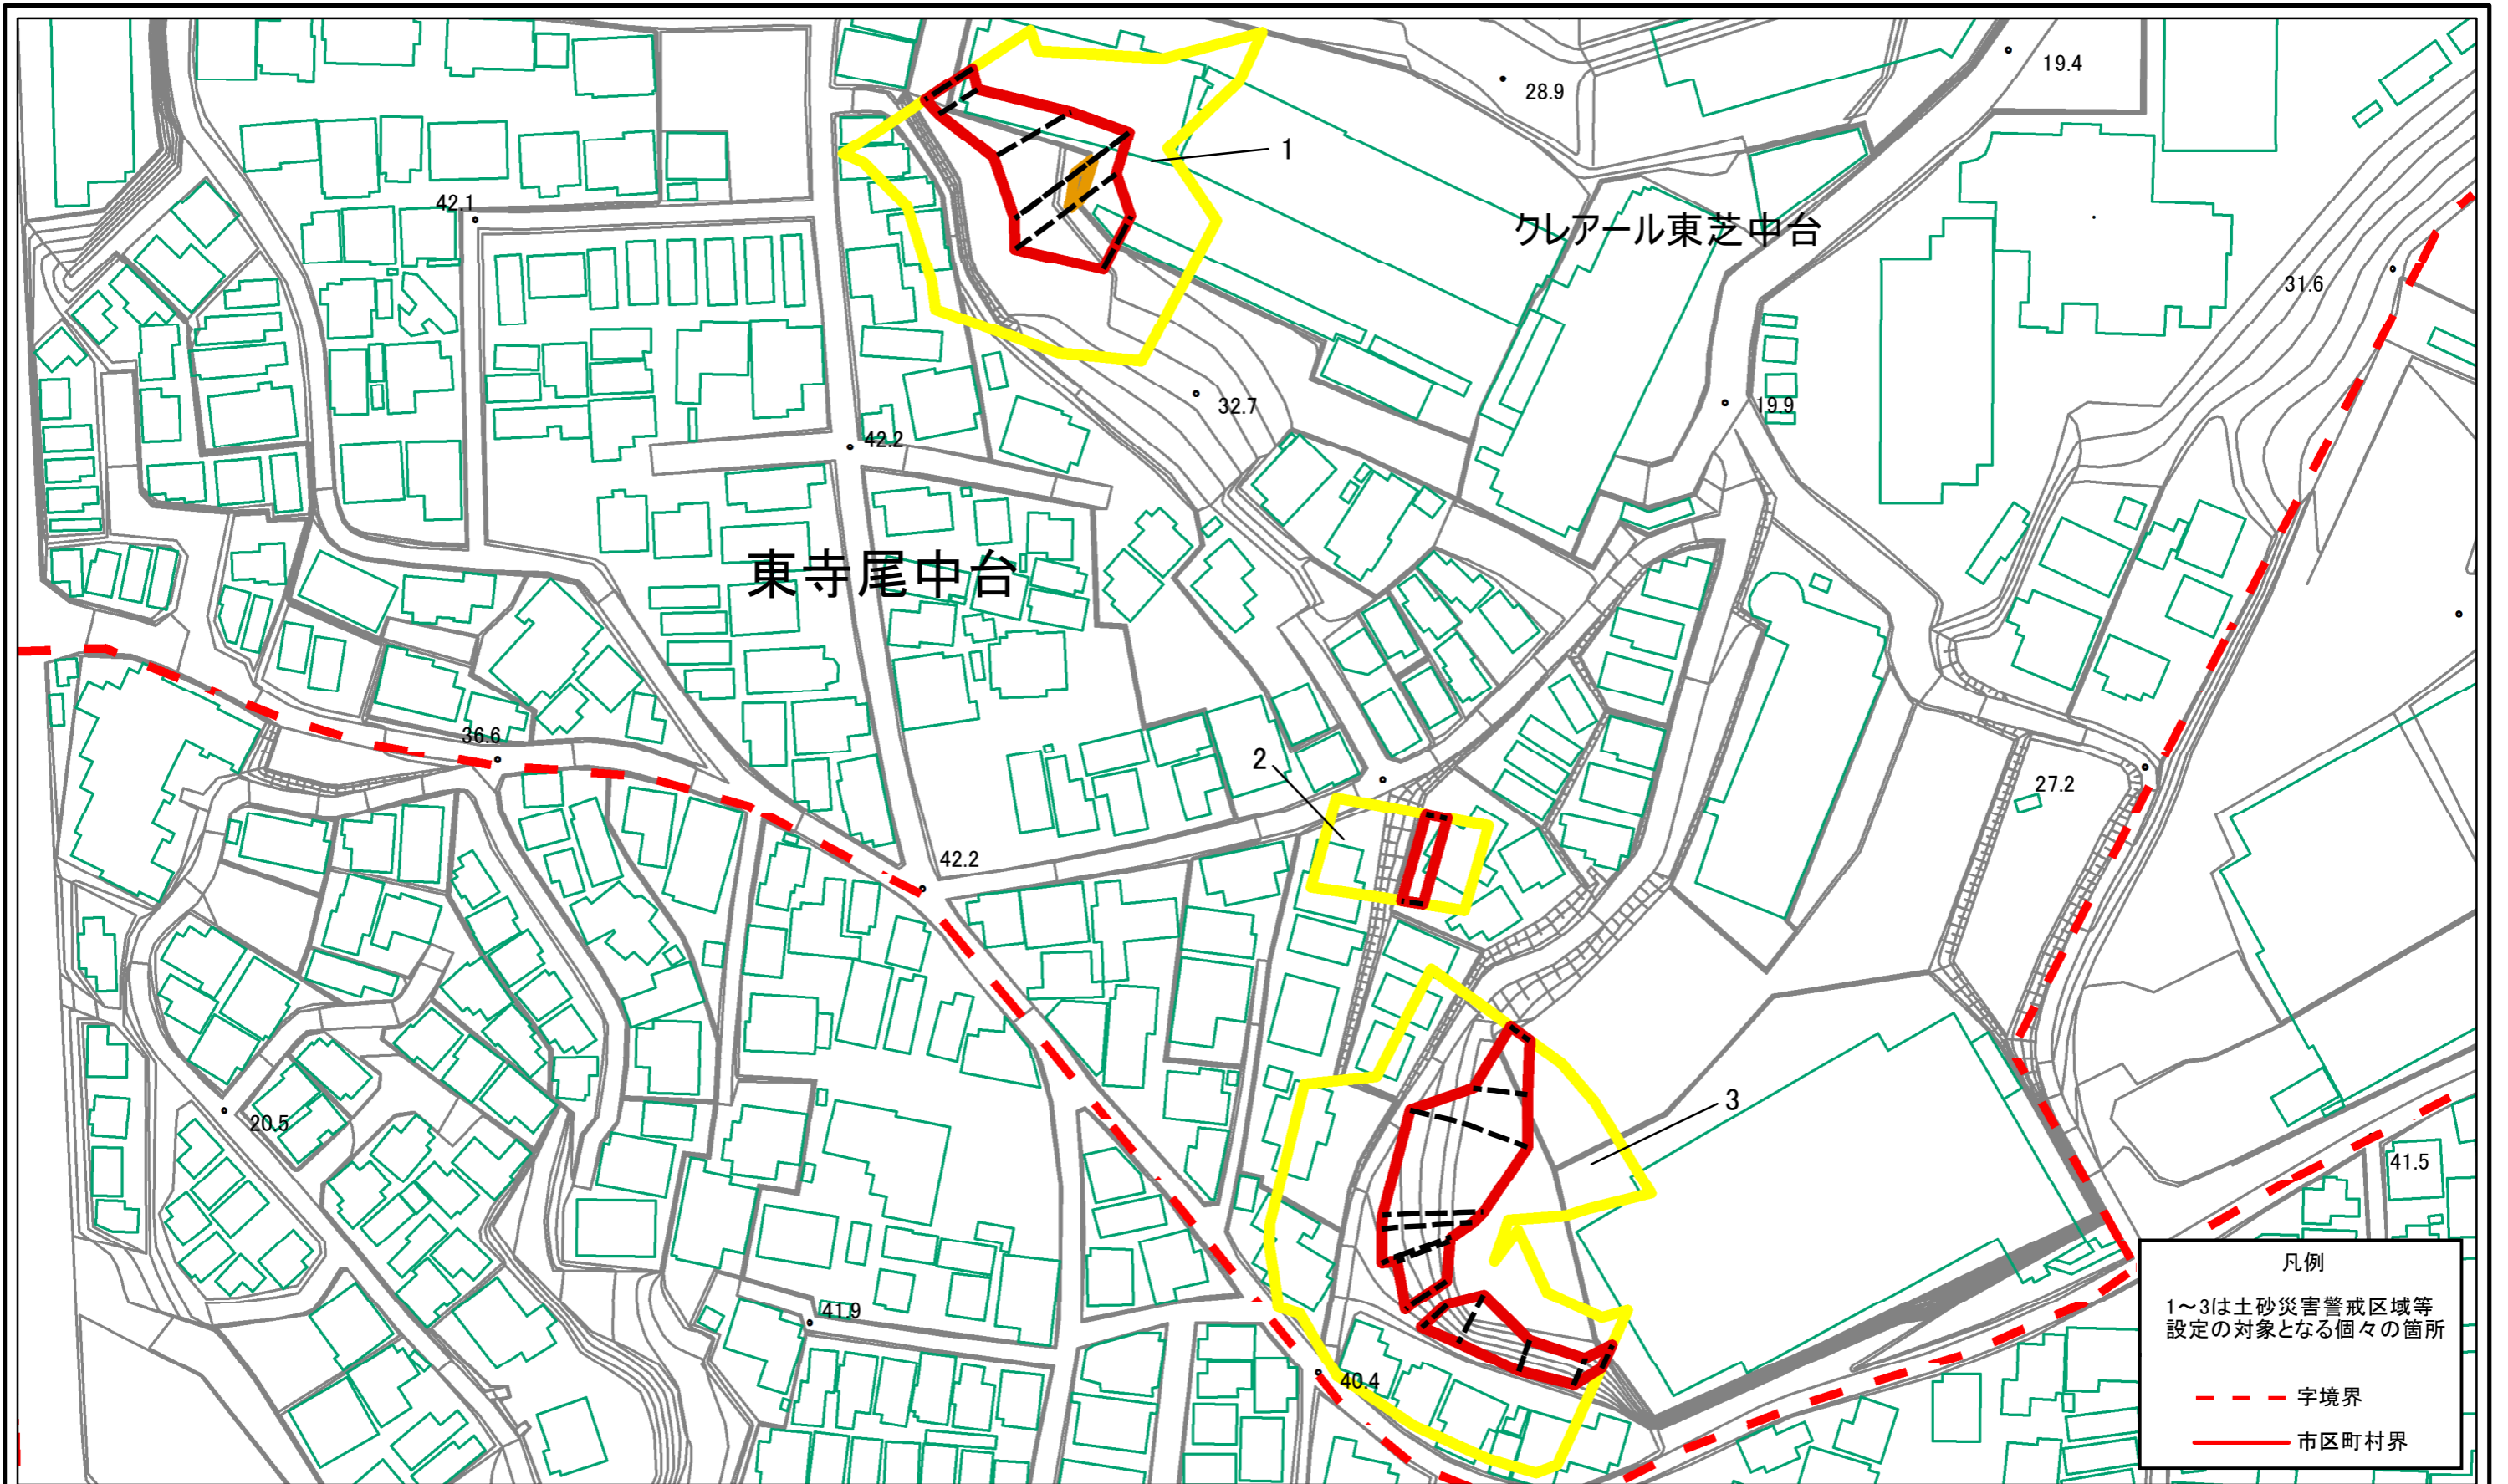 19.4
28.9
1
42.1
クレアール東芝中台
31.6
32.7
19.9
42.2
東寺尾中台
36.6
2
27.2
42.2
3
20.5
41.5
41.9
40.4
凡例
1～3は土砂災害警戒区域等
設定の対象となる個々の箇所
字境界
市区町村界